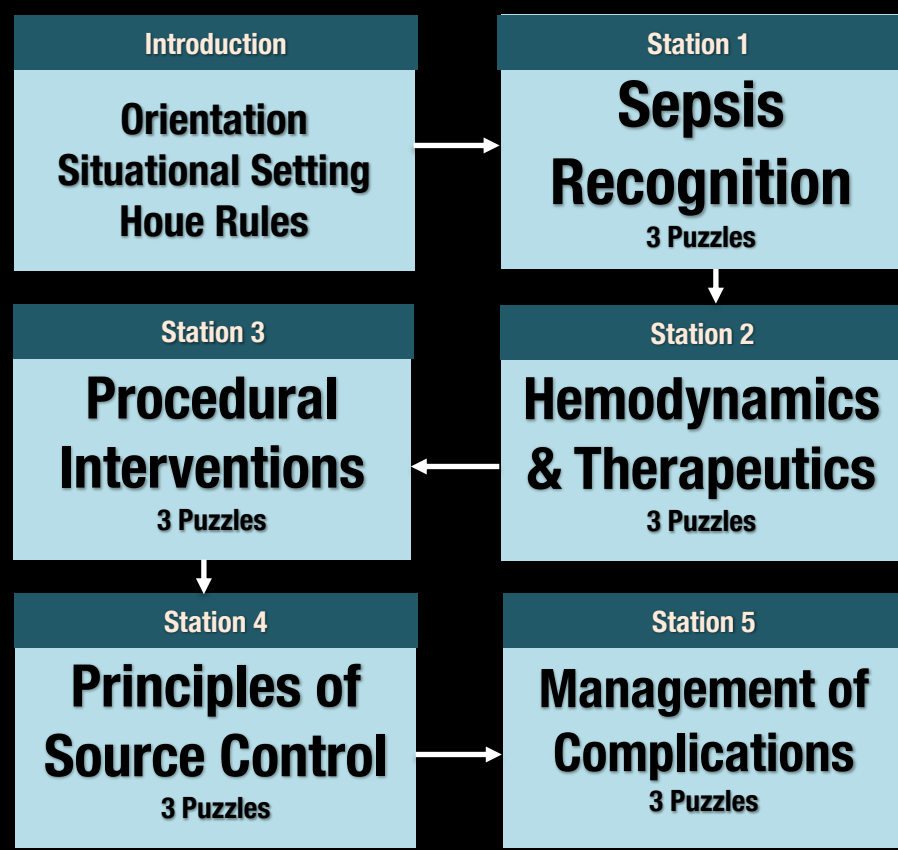 Introduction
Orientation
Situational Setting
Houe Rules
Station 1
Sepsis
Recognition
3 Puzzles
Station 2
Hemodynamics
& Therapeutics
3 Puzzles
Station 3
Procedural
Interventions
3 Puzzles
Station 4
Principles of
Source Control
3 Puzzles
Station 5
Management of
Complications
3 Puzzles